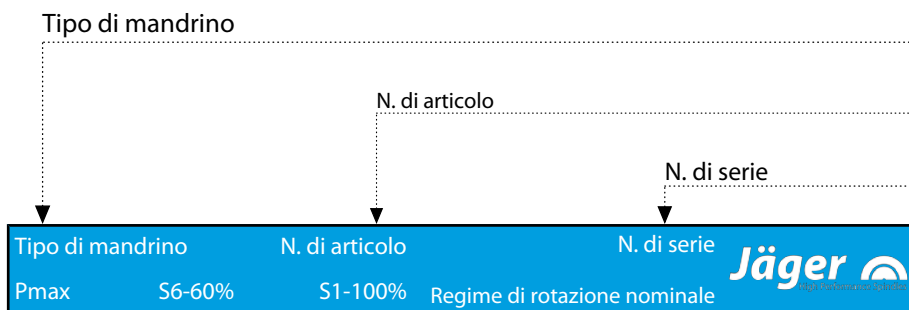 Tipo di mandrino
N. di articolo
N. di serie
Tipo di mandrino N. di articolo N. di serie
Jäger
Pmax S6-60% S1-100% Regime di rotazione nominale